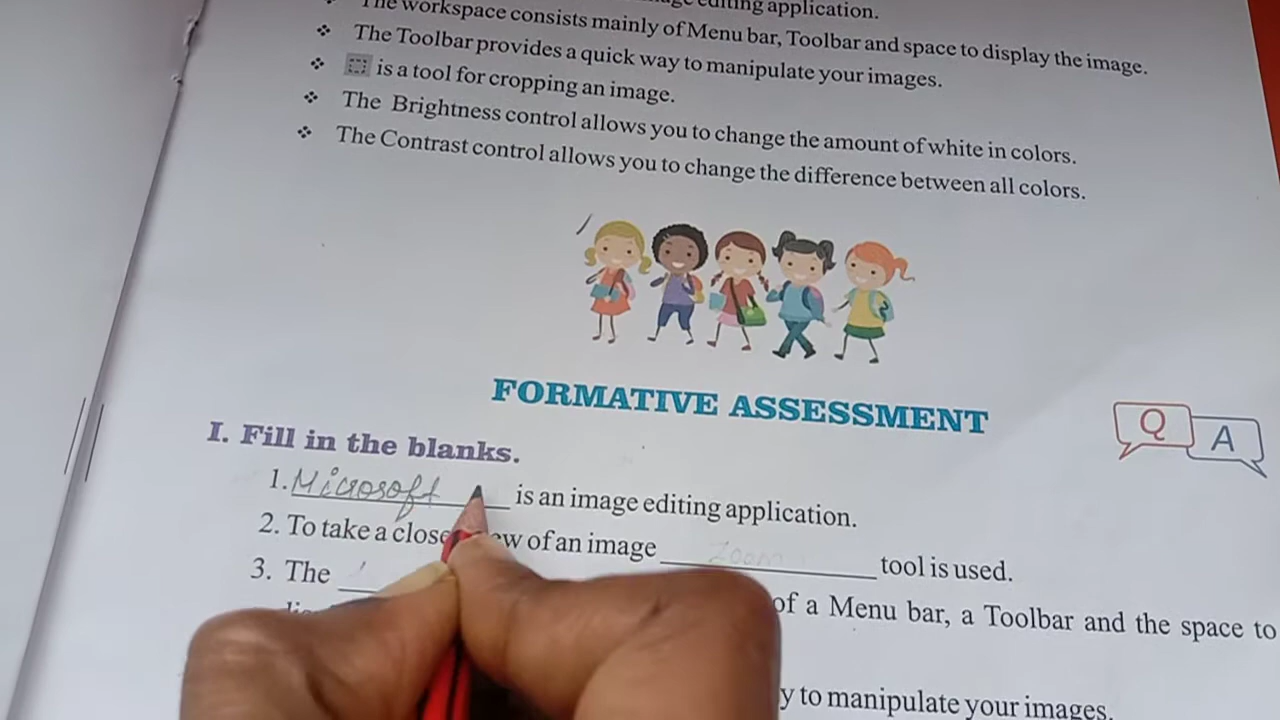 editing application.
The workspace consists mainly of Menu bar, Toolbar and space to display the image.
The Toolbar provides a quick way to manipulate your images.
is a tool for cropping an image.
The Brightness control allows you to change the amount of white in colors.
The Contrast control allows you to change the difference between all colors.
FORMATIVE ASSESSMENT
Q A
I. Fill in the blanks.
1. Microsoft is an image editing application.
2. To take a close of an image zoom tool is used.
3. The of a Menu bar, a Toolbar and the space to
y to manipulate your images.